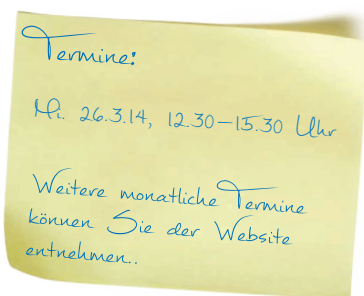 Termine:
Mi. 26.3.14, 12.30–15.30 Uhr
Weitere monatliche Termine
können Sie der Website
entnehmen..